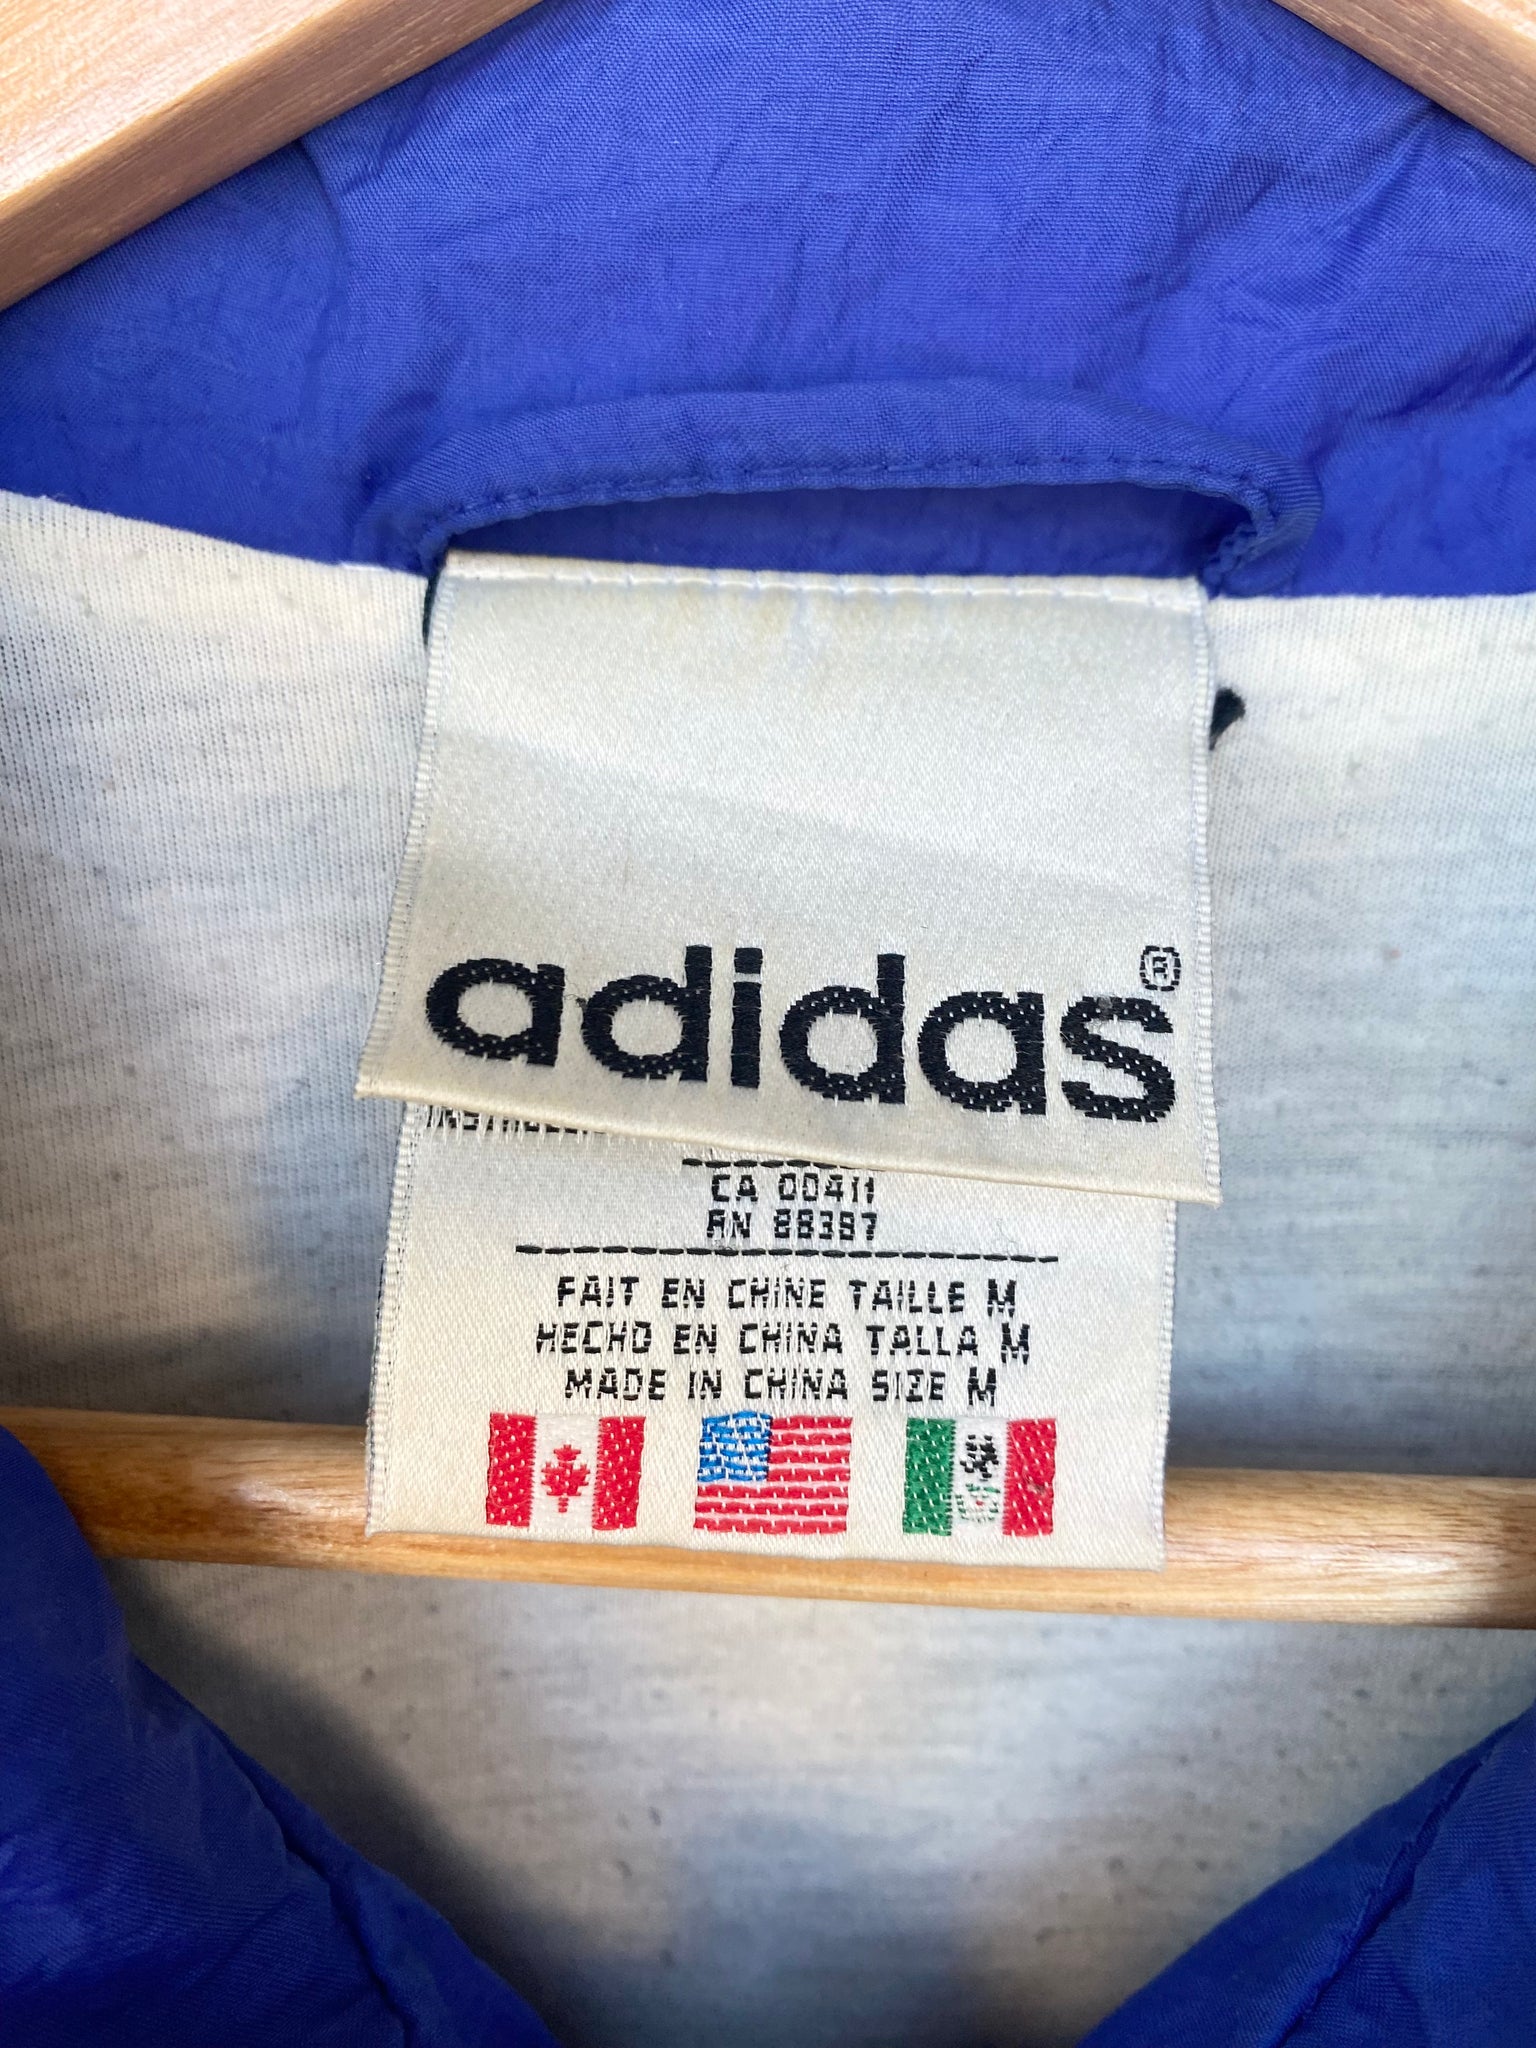 adidas®
CA 00411
RN 88387
FAIT EN CHINE TAILLE M
HECHO EN CHINA TALLA M
MADE IN CHINA SIZE M